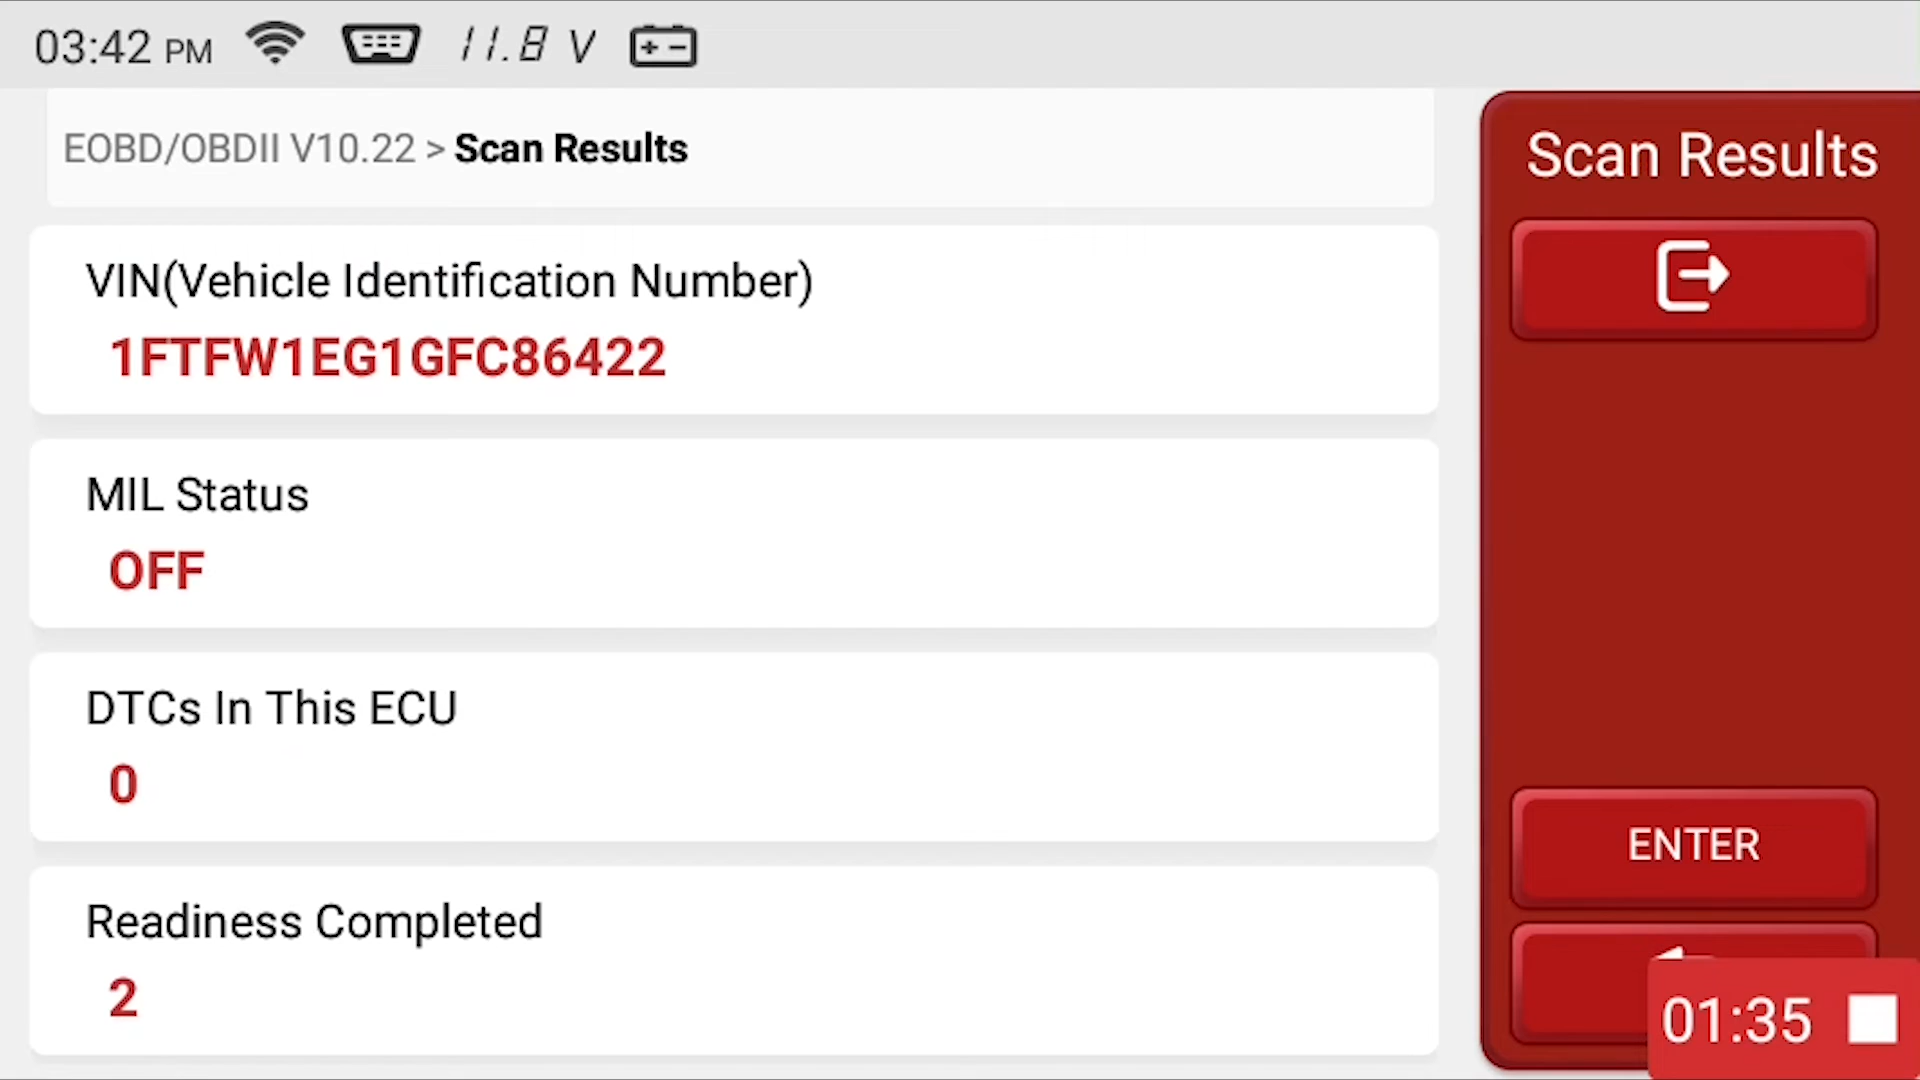 03:42 PM 11.8 V
EOBD/OBDII V10.22 > Scan Results
VIN(Vehicle Identification Number)
1FTFW1EG1GFC86422
MIL Status
OFF
DTCs In This ECU
0
Readiness Completed
2
Scan Results
ENTER
01:35